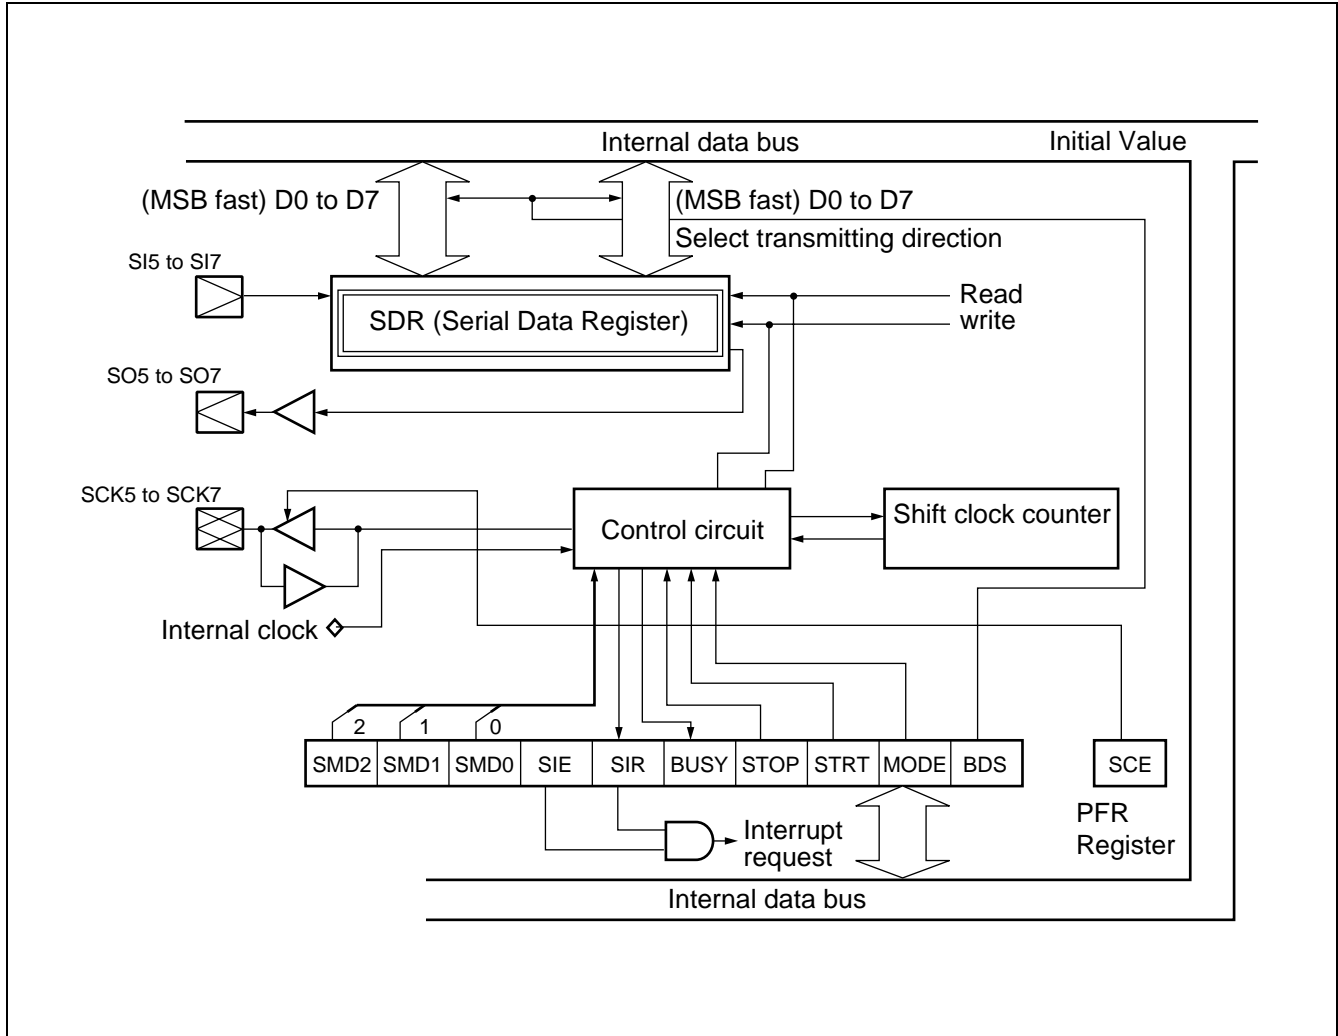 Internal data bus
Initial Value
(MSB fast) D0 to D7
(MSB fast) D0 to D7
Select transmitting direction
SI5 to SI7
SDR (Serial Data Register)
Read
write
SO5 to SO7
SCK5 to SCK7
Control circuit
Shift clock counter
Internal clock
2 1 0
SMD2 SMD1 SMD0 SIE SIR BUSY STOP STRT MODE BDS SCE
PFR
Register
Interrupt
request
Internal data bus